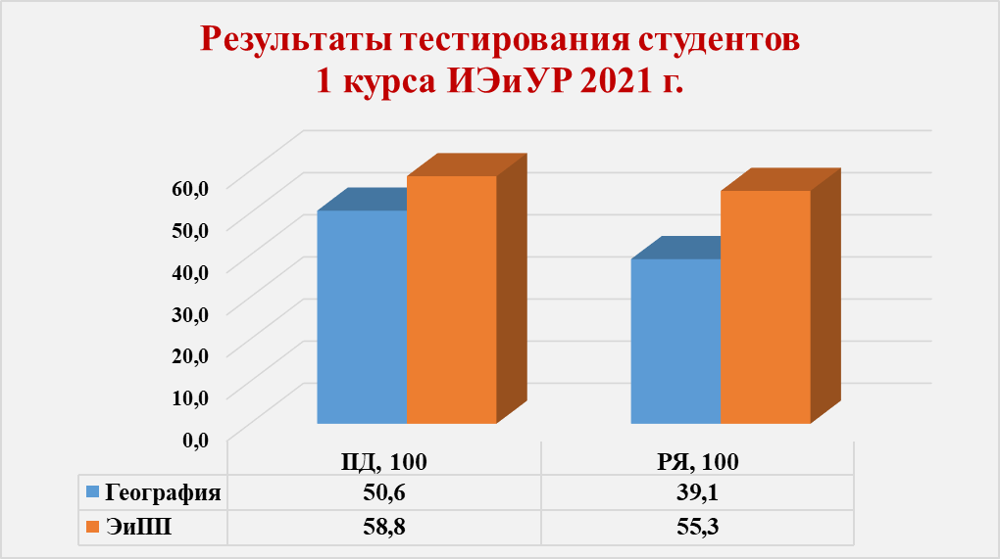 Результаты тестирования студентов
1 курса ИЭиУР 2021 г.
60,0
50,0
40,0
30,0
20,0
10,0
0,0
ПД, 100 РЯ, 100
География 50,6 39,1
ЭиПП 58,8 55,3